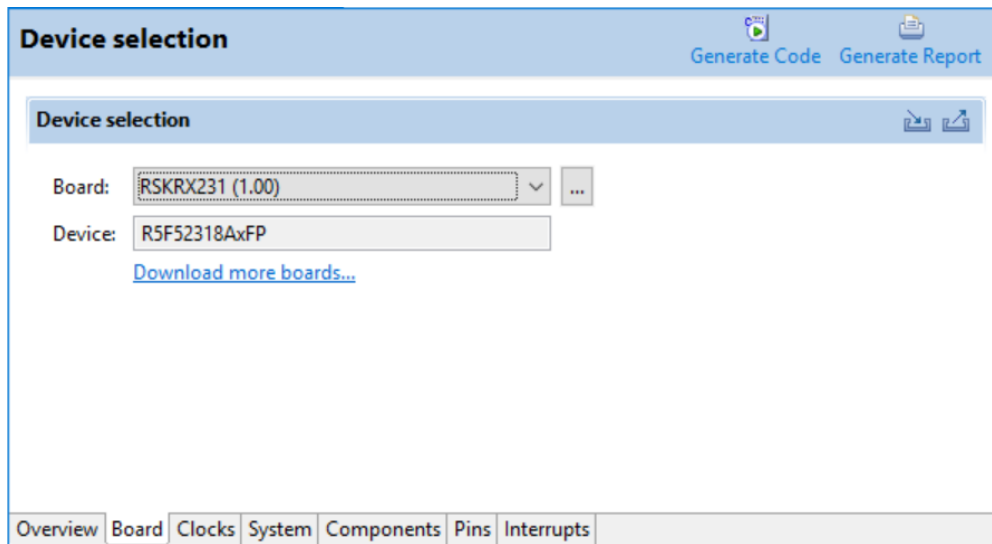 Device selection
Generate Code Generate Report
Device selection
Board: RSKRX231 (1.00) ...
Device: R5F52318AxFP
Download more boards...
Overview Board Clocks System Components Pins Interrupts